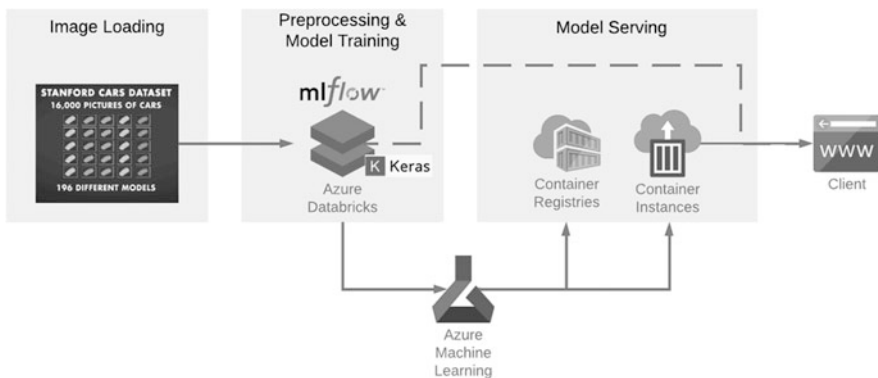 Image Loading
STANFORD CARS DATASET
16,000 PICTURES OF CARS
196 DIFFERENT MODELS
Preprocessing &
Model Training
mlflow™
K Keras
Azure
Databricks
Model Serving
Container
Registries
Container
Instances
WWW
Client
Azure
Machine
Learning